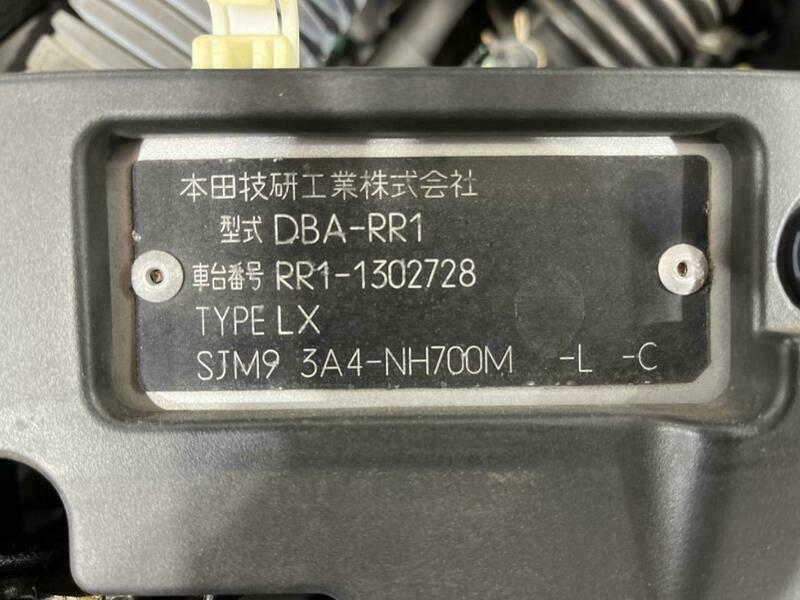 本田技研工業株式会社
型式 DBA-RR1
車台番号 RR1-1302728
TYPE LX
SJM9 3A4-NH700M -L -C